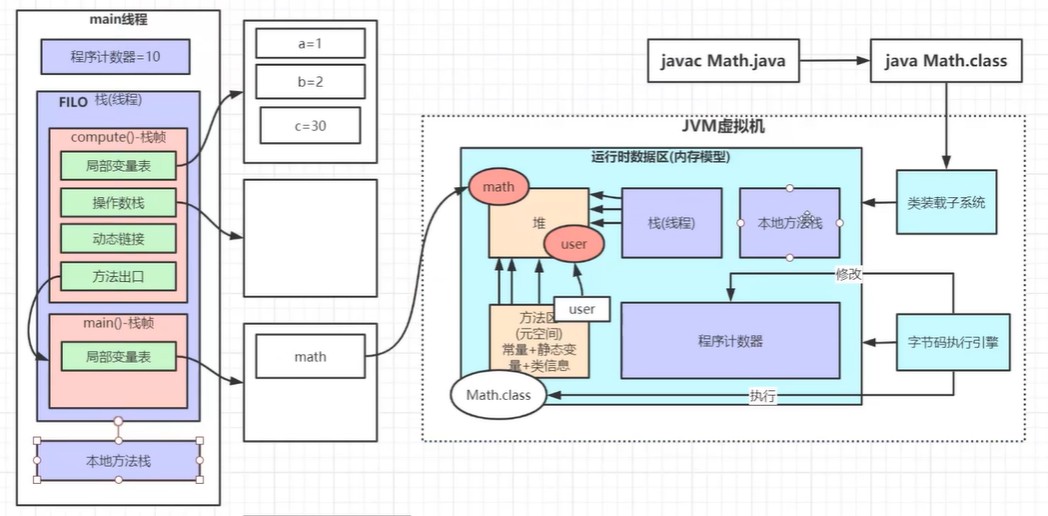 main线程
程序计数器=10
FILO 栈(线程)
compute()-栈帧
局部变量表
操作数栈
动态链接
方法出口
main()-栈帧
局部变量表
本地方法栈
a=1
b=2
c=30
math
javac Math.java
java Math.class
JVM虚拟机
运行时数据区(内存模型)
math
堆
user
栈(线程)
本地方法栈
类装载子系统
修改
user
方法区
(元空间)
常量+静态变
量+类信息
程序计数器
字节码执行引擎
Math.class
执行